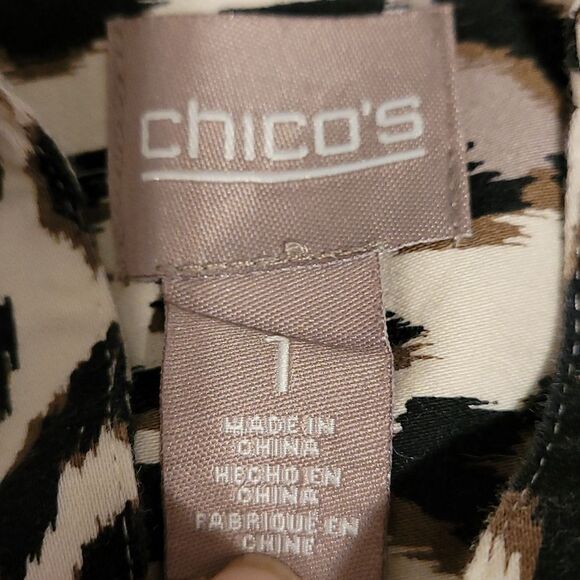 chico's
1
MADE IN
CHINA
HECHO EN
CHINA
FABRIQUE EN
CHINE